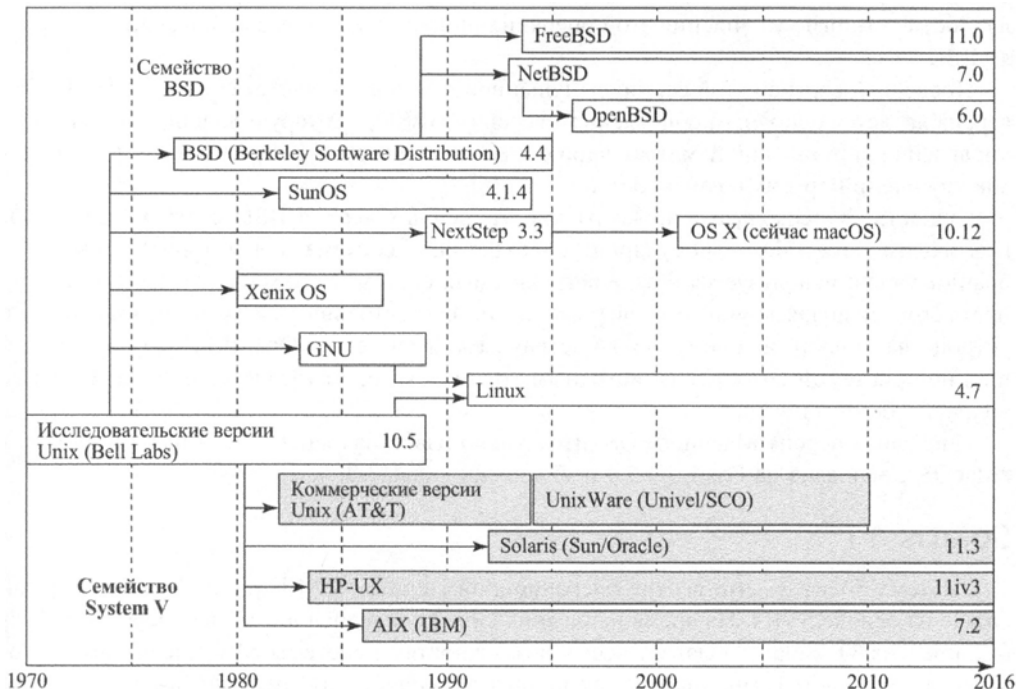 FreeBSD 11.0
Семейство
BSD
NetBSD 7.0
OpenBSD 6.0
BSD (Berkeley Software Distribution) 4.4
SunOS 4.1.4
NextStep 3.3
OS X (сейчас macOS) 10.12
Xenix OS
GNU
Linux 4.7
Исследовательские версии
Unix (Bell Labs) 10.5
Коммерческие версии
Unix (AT&T)
UnixWare (Univel/SCO)
Solaris (Sun/Oracle) 11.3
Семейство
System V
HP-UX 11iv3
AIX (IBM) 7.2
1970 1980 1990 2000 2010 2016